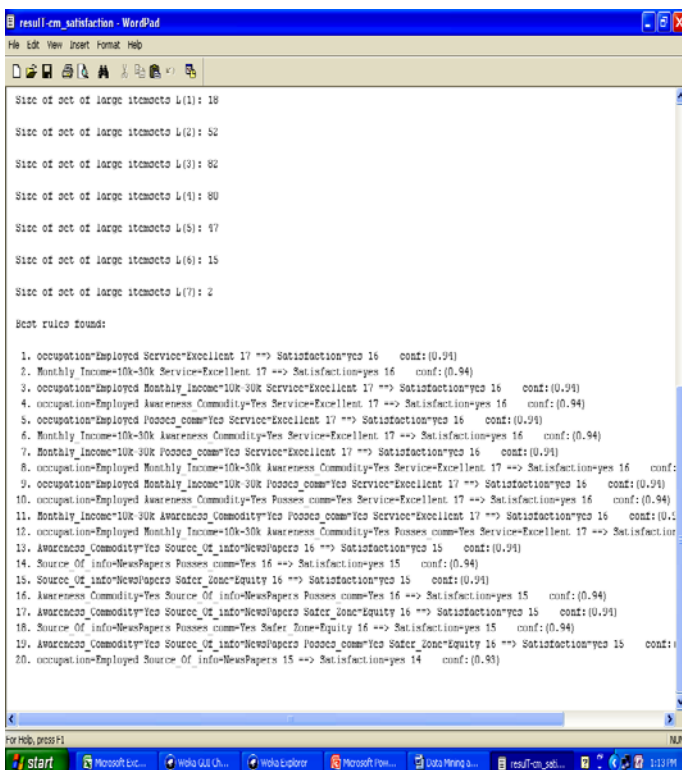 resulT-cm_satisfaction - WordPad
File Edit View Insert Format Help
Size of set of large itemsets L(1): 18
Size of set of large itemsets L(2): 52
Size of set of large itemsets L(3): 82
Size of set of large itemsets L(4): 80
Size of set of large itemsets L(5): 47
Size of set of large itemsets L(6): 15
Size of set of large itemsets L(7): 2
Best rules found:
1. occupation=Employed Service=Excellent 17 ==> Satisfaction=yes 16 conf:(0.94)
2. Monthly_Income=10k-30k Service=Excellent 17 ==> Satisfaction=yes 16 conf:(0.94)
3. occupation=Employed Monthly_Income=10k-30k Service=Excellent 17 ==> Satisfaction=yes 16 conf:(0.94)
4. occupation=Employed Awareness_Commodity=Yes Service=Excellent 17 ==> Satisfaction=yes 16 conf:(0.94)
5. occupation=Employed Posses_comm=Yes Service=Excellent 17 ==> Satisfaction=yes 16 conf:(0.94)
6. Monthly_Income=10k-30k Awareness_Commodity=Yes Service=Excellent 17 ==> Satisfaction=yes 16 conf:(0.94)
7. Monthly_Income=10k-30k Posses_comm=Yes Service=Excellent 17 ==> Satisfaction=yes 16 conf:(0.94)
8. occupation=Employed Monthly_Income=10k-30k Awareness_Commodity=Yes Service=Excellent 17 ==> Satisfaction=yes 16 conf:
9. occupation=Employed Monthly_Income=10k-30k Posses_comm=Yes Service=Excellent 17 ==> Satisfaction=yes 16 conf:(0.94)
10. occupation=Employed Awareness_Commodity=Yes Posses_comm=Yes Service=Excellent 17 ==> Satisfaction=yes 16 conf:(0.94)
11. Monthly_Income=10k-30k Awareness_Commodity=Yes Posses_comm=Yes Service=Excellent 17 ==> Satisfaction=yes 16 conf:(0.9
12. occupation=Employed Monthly_Income=10k-30k Awareness_Commodity=Yes Posses_comm=Yes Service=Excellent 17 ==> Satisfaction
13. Awareness_Commodity=Yes Source_Of_info=NewsPapers 16 ==> Satisfaction=yes 15 conf:(0.94)
14. Source_Of_info=NewsPapers Posses_comm=Yes 16 ==> Satisfaction=yes 15 conf:(0.94)
15. Source_Of_info=NewsPapers Safer_Zone=Equity 16 ==> Satisfaction=yes 15 conf:(0.94)
16. Awareness_Commodity=Yes Source_Of_info=NewsPapers Posses_comm=Yes 16 ==> Satisfaction=yes 15 conf:(0.94)
17. Awareness_Commodity=Yes Source_Of_info=NewsPapers Safer_Zone=Equity 16 ==> Satisfaction=yes 15 conf:(0.94)
18. Source_Of_info=NewsPapers Posses_comm=Yes Safer_Zone=Equity 16 ==> Satisfaction=yes 15 conf:(0.94)
19. Awareness_Commodity=Yes Source_Of_info=NewsPapers Posses_comm=Yes Safer_Zone=Equity 16 ==> Satisfaction=yes 15 conf:(
20. occupation=Employed Source_Of_info=NewsPapers 15 ==> Satisfaction=yes 14 conf:(0.93)
For Help, press F1
NUM
start Microsoft Exc... Weka GUI Ch... Weka Explorer Microsoft Pow... Data Mining a... resulT-cm_sati... 1:13 PM